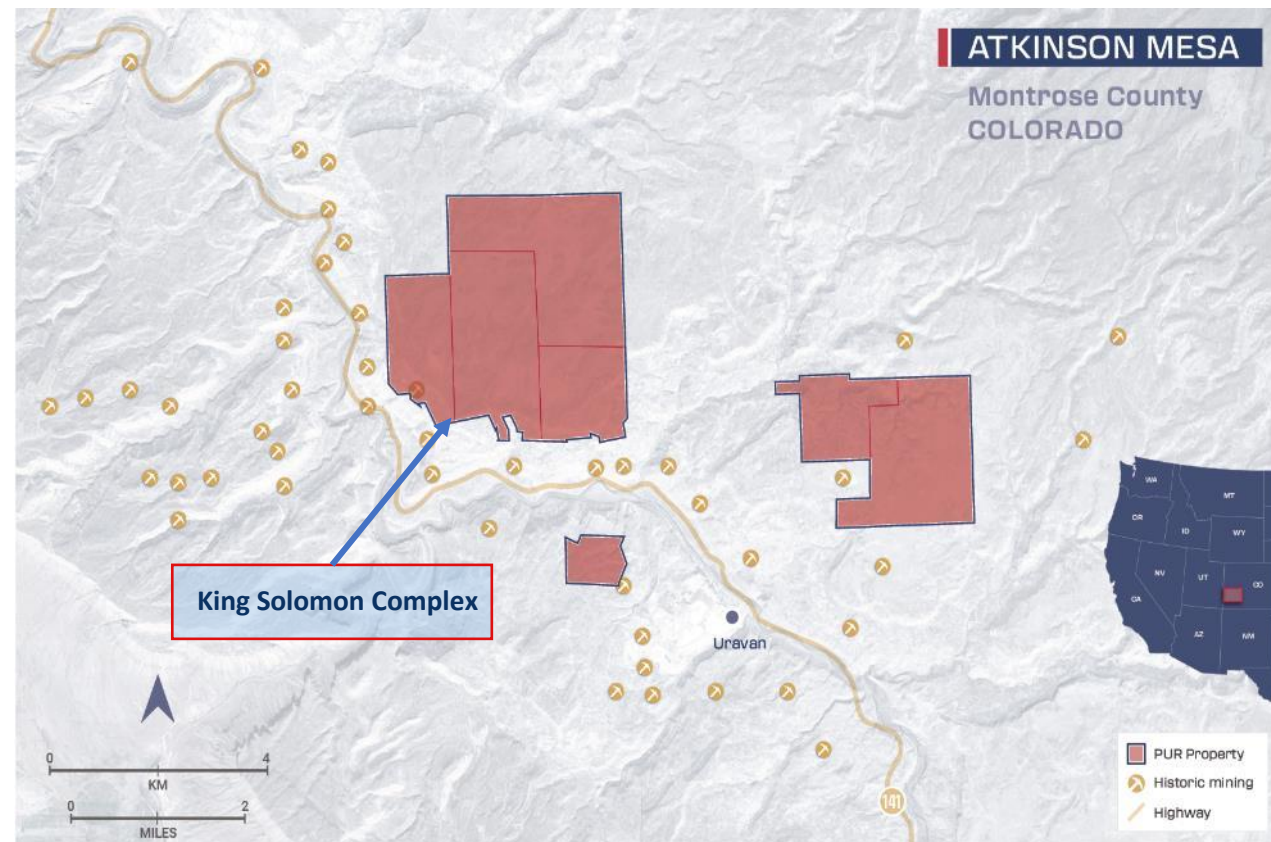 ATKINSON MESA
Montrose County
COLORADO
King Solomon Complex
Uravan
WA
MT
OR
ID
WY
NV
UT
CO
CA
AZ
NM
0 4
KM
0 2
MILES
141
PUR Property
Historic mining
Highway